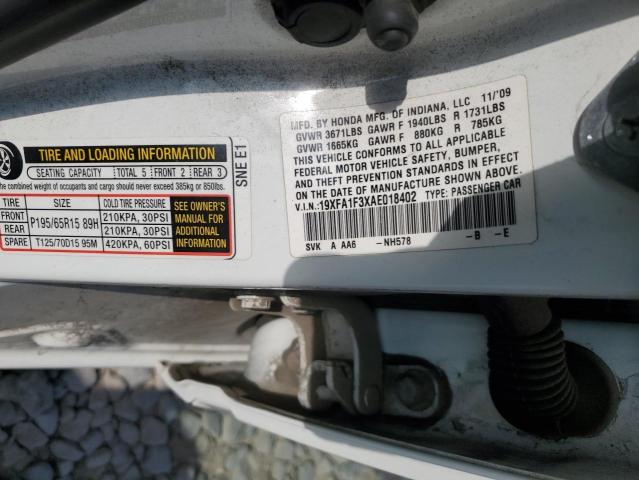 TIRE AND LOADING INFORMATION
SEATING CAPACITY TOTAL 5 FRONT 2 REAR 3
The combined weight of occupants and cargo should never exceed 385kg or 850lbs.
TIRE SIZE COLD TIRE PRESSURE
FRONT P195/65R15 89H 210KPA, 30PSI
REAR 210KPA, 30PSI
SPARE T125/70D15 95M 420KPA, 60PSI
SEE OWNER'S
MANUAL FOR
ADDITIONAL
INFORMATION
SNE E1
MFD. BY HONDA MFG. OF INDIANA, LLC 11/'09
GVWR 3671LBS GAWR F 1940LBS R 1731LBS
GVWR 1665KG GAWR F 880KG R 785KG
THIS VEHICLE CONFORMS TO ALL APPLICABLE
FEDERAL MOTOR VEHICLE SAFETY, BUMPER,
AND THEFT PREVENTION STANDARDS IN EFFECT
ON THE DATE OF MANUFACTURE SHOWN ABOVE.
V.I.N.:19XFA1F3XAE018402 TYPE: PASSENGER CAR
SVK A AA6 -NH578 -B -E